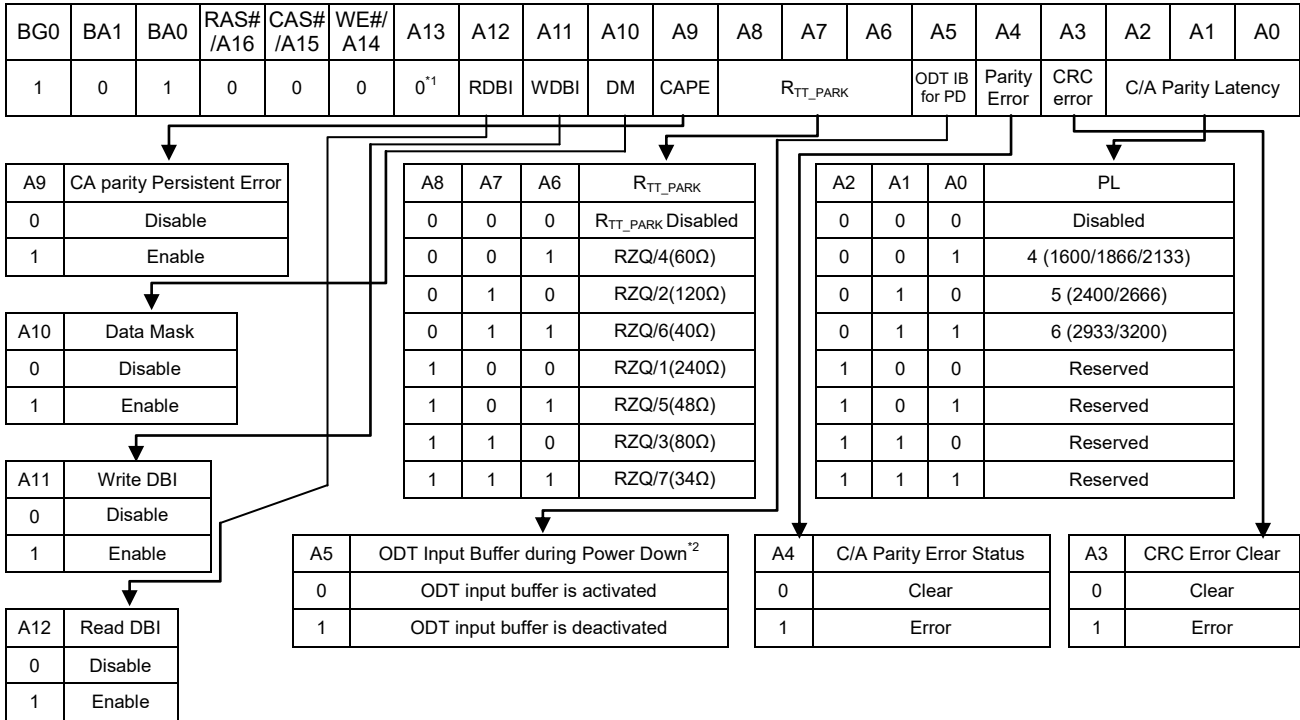 BG0 BA1 BA0 RAS# /A16 CAS# /A15 WE#/ A14 A13 A12 A11 A10 A9 A8 A7 A6 A5 A4 A3 A2 A1 A0
1 0 1 0 0 0 0*1 RDBI WDBI DM CAPE RTT_PARK ODT IB for PD Parity Error CRC error C/A Parity Latency
A9 CA parity Persistent Error
0 Disable
1 Enable
A10 Data Mask
0 Disable
1 Enable
A11 Write DBI
0 Disable
1 Enable
A12 Read DBI
0 Disable
1 Enable
A8 A7 A6 RTT_PARK
0 0 0 RTT_PARK Disabled
0 0 1 RZQ/4(60Ω)
0 1 0 RZQ/2(120Ω)
0 1 1 RZQ/6(40Ω)
1 0 0 RZQ/1(240Ω)
1 0 1 RZQ/5(48Ω)
1 1 0 RZQ/3(80Ω)
1 1 1 RZQ/7(34Ω)
A2 A1 A0 PL
0 0 0 Disabled
0 0 1 4 (1600/1866/2133)
0 1 0 5 (2400/2666)
0 1 1 6 (2933/3200)
1 0 0 Reserved
1 0 1 Reserved
1 1 0 Reserved
1 1 1 Reserved
A5 ODT Input Buffer during Power Down*2
0 ODT input buffer is activated
1 ODT input buffer is deactivated
A4 C/A Parity Error Status
0 Clear
1 Error
A3 CRC Error Clear
0 Clear
1 Error